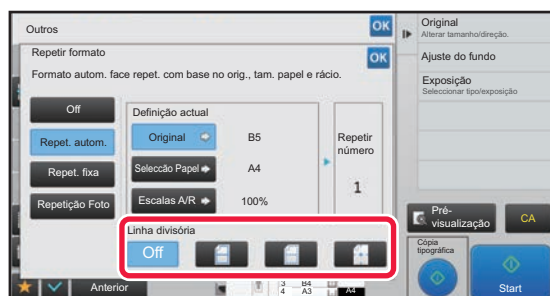 Outros
OK
Repetir formato
OK
Formato autom. face repet. com base no orig., tam. papel e rácio.
Off
Repet. autom.
Repet. fixa
Repetição Foto
Definição actual
Original
B5
Selecção Papel
A4
Escalas A/R
100%
Repetir
número
1
Linha divisória
Off
Anterior
3 B4
4 A3
A4
Original
Alterar tamanho/direção.
Ajuste do fundo
Exposição
Seleccionar tipo/exposição
Pré-
visualização
CA
Cópia
tipográfica
Start